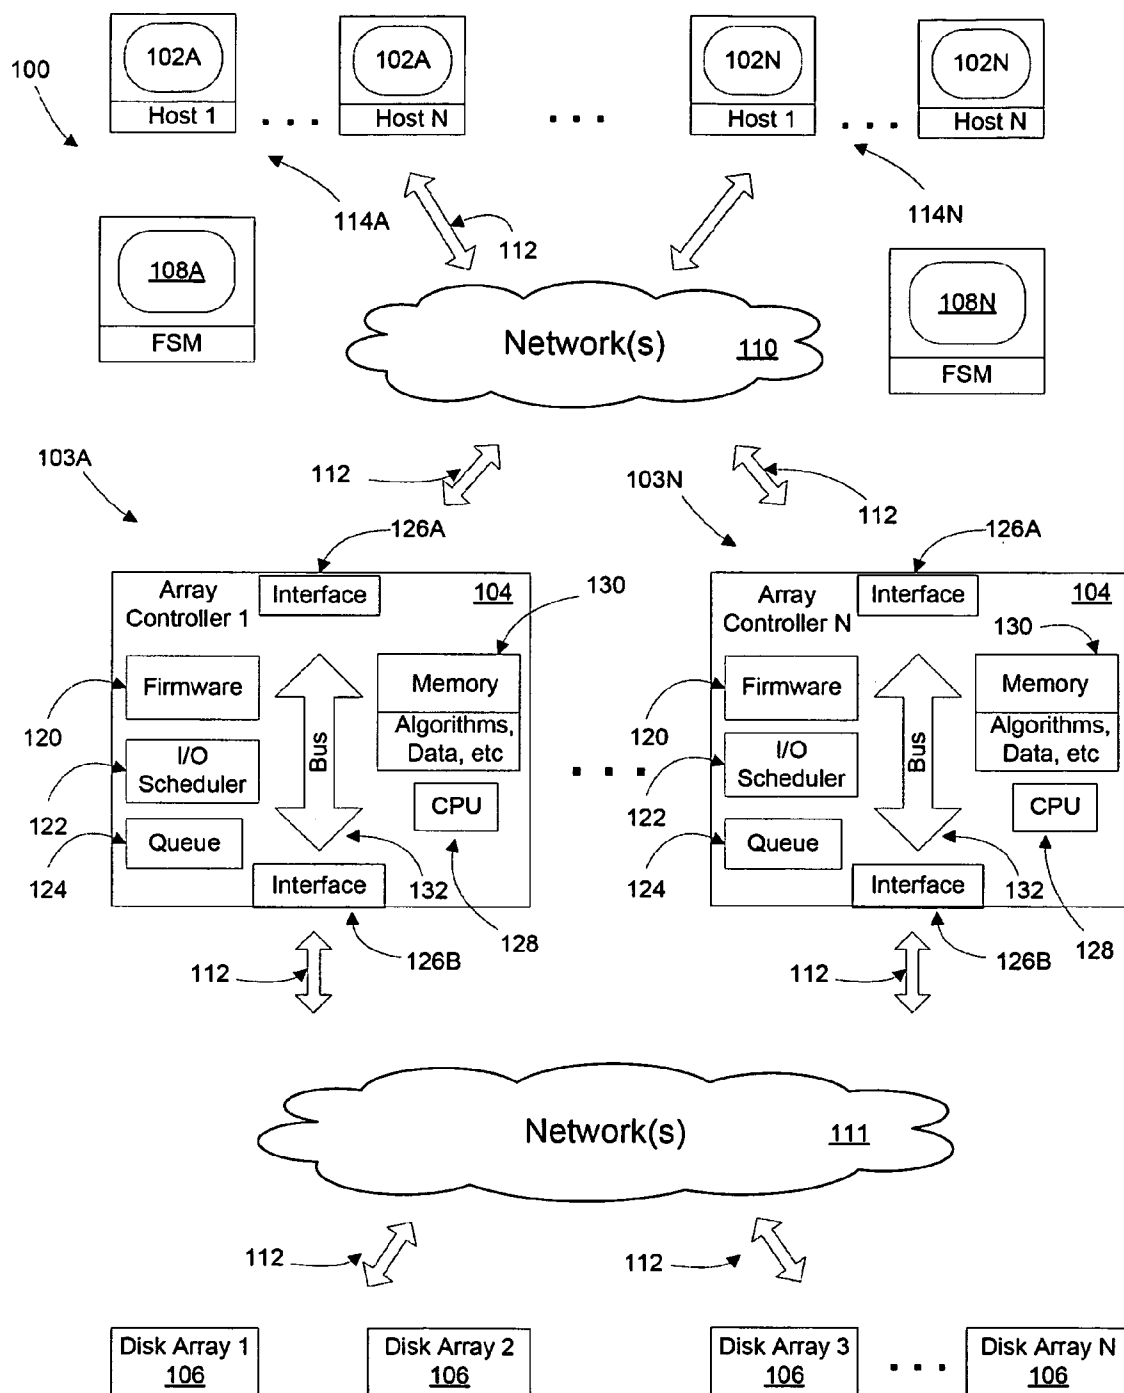 102A
102A
102N
102N
100
Host 1
Host N
Host 1
Host N
. . .
. . .
. . .
114A
112
114N
108A
FSM
108N
FSM
Network(s) 110
103A
112
103N
112
126A
126A
Array
Controller 1
Interface
104
130
Firmware
Memory
Algorithms,
Data, etc
120
I/O
Scheduler
Bus
CPU
122
Queue
124
Interface
132
128
126B
112
. . .
Array
Controller N
Interface
104
130
Firmware
Memory
Algorithms,
Data, etc
120
I/O
Scheduler
Bus
CPU
122
Queue
124
Interface
132
128
126B
112
Network(s) 111
112
112
Disk Array 1
106
Disk Array 2
106
Disk Array 3
106
. . .
Disk Array N
106